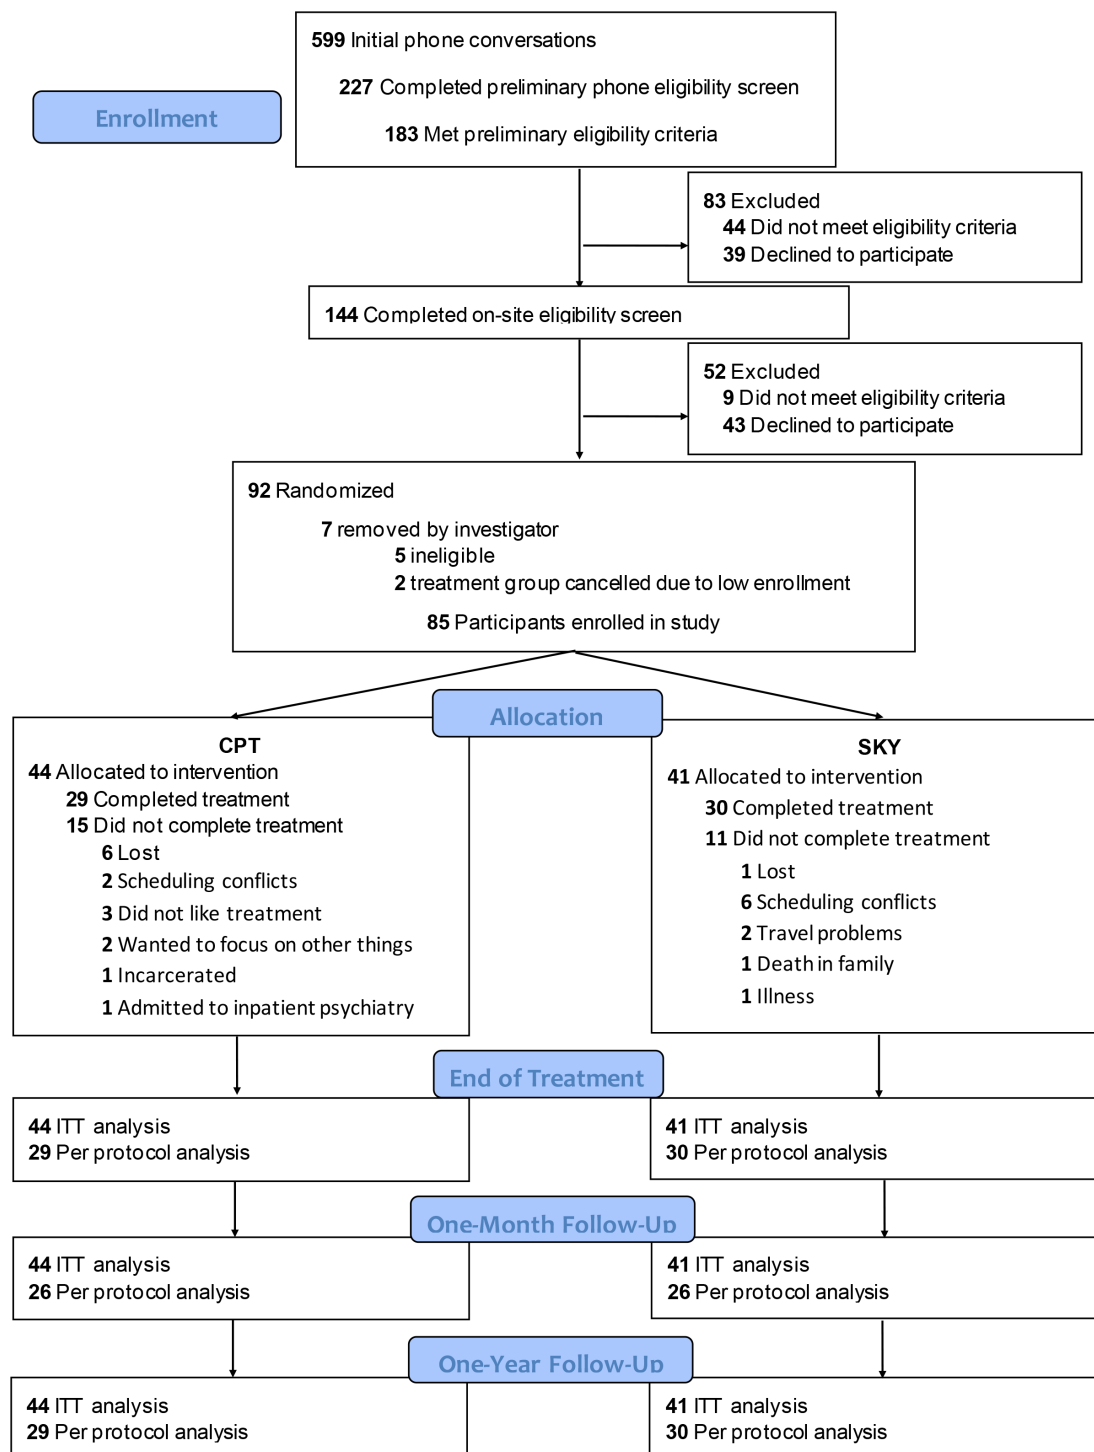 599 Initial phone conversations
227 Completed preliminary phone eligibility screen
Enrollment
183 Met preliminary eligibility criteria
83 Excluded
44 Did not meet eligibility criteria
39 Declined to participate
144 Completed on-site eligibility screen
52 Excluded
9 Did not meet eligibility criteria
43 Declined to participate
92 Randomized
7 removed by investigator
5 ineligible
2 treatment group cancelled due to low enrollment
85 Participants enrolled in study
Allocation
CPT
44 Allocated to intervention
29 Completed treatment
15 Did not complete treatment
6 Lost
2 Scheduling conflicts
3 Did not like treatment
2 Wanted to focus on other things
1 Incarcerated
1 Admitted to inpatient psychiatry
SKY
41 Allocated to intervention
30 Completed treatment
11 Did not complete treatment
1 Lost
6 Scheduling conflicts
2 Travel problems
1 Death in family
1 Illness
End of Treatment
44 ITT analysis
29 Per protocol analysis
41 ITT analysis
30 Per protocol analysis
One-Month Follow-Up
44 ITT analysis
26 Per protocol analysis
41 ITT analysis
26 Per protocol analysis
One-Year Follow-Up
44 ITT analysis
29 Per protocol analysis
41 ITT analysis
30 Per protocol analysis